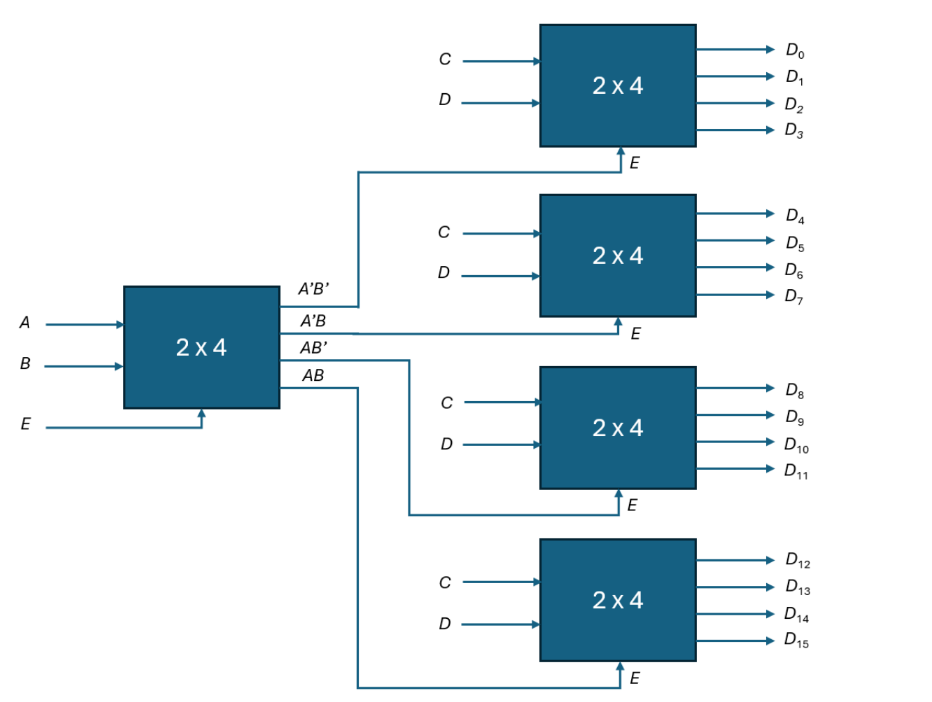 C
D
2 x 4
D₀
D₁
D₂
D₃
E
C
D
2 x 4
D₄
D₅
D₆
D₇
E
A
B
E
2 x 4
A’B’
A’B
AB’
AB
C
D
2 x 4
D₈
D₉
D₁₀
D₁₁
E
C
D
2 x 4
D₁₂
D₁₃
D₁₄
D₁₅
E